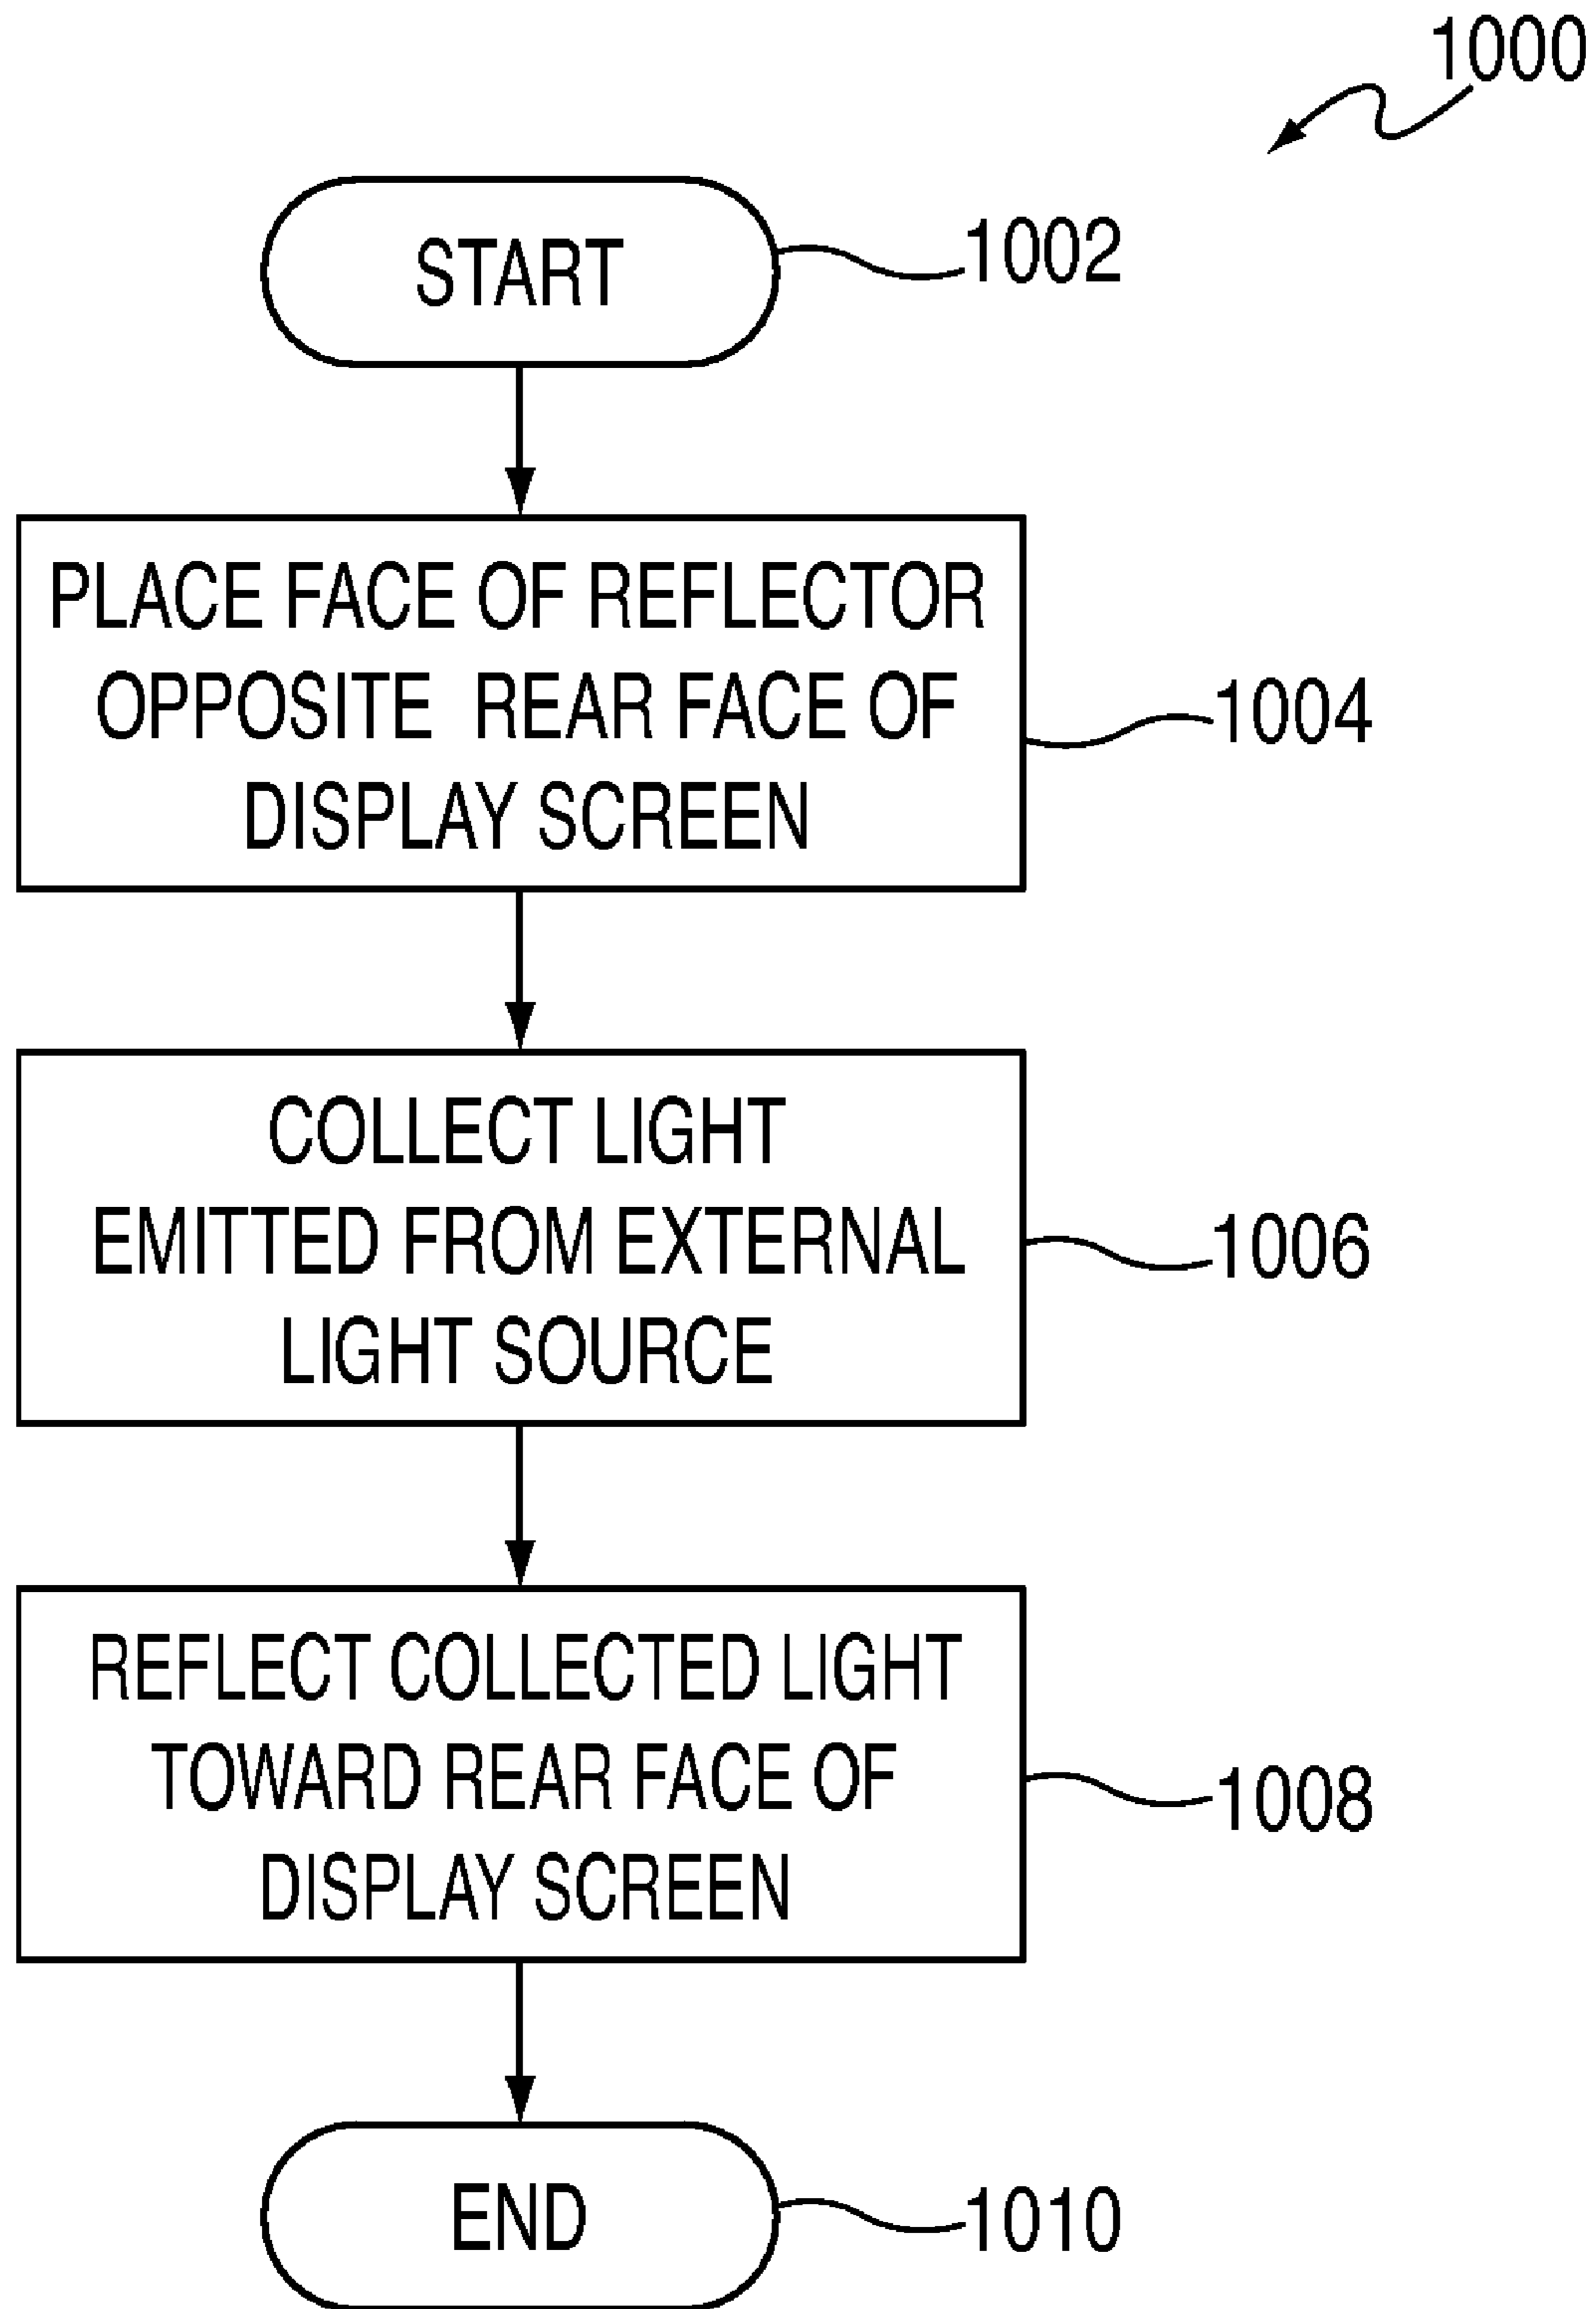 1000
START
1002
PLACE FACE OF REFLECTOR
OPPOSITE REAR FACE OF
DISPLAY SCREEN
1004
COLLECT LIGHT
EMITTED FROM EXTERNAL
LIGHT SOURCE
1006
REFLECT COLLECTED LIGHT
TOWARD REAR FACE OF
DISPLAY SCREEN
1008
END
1010